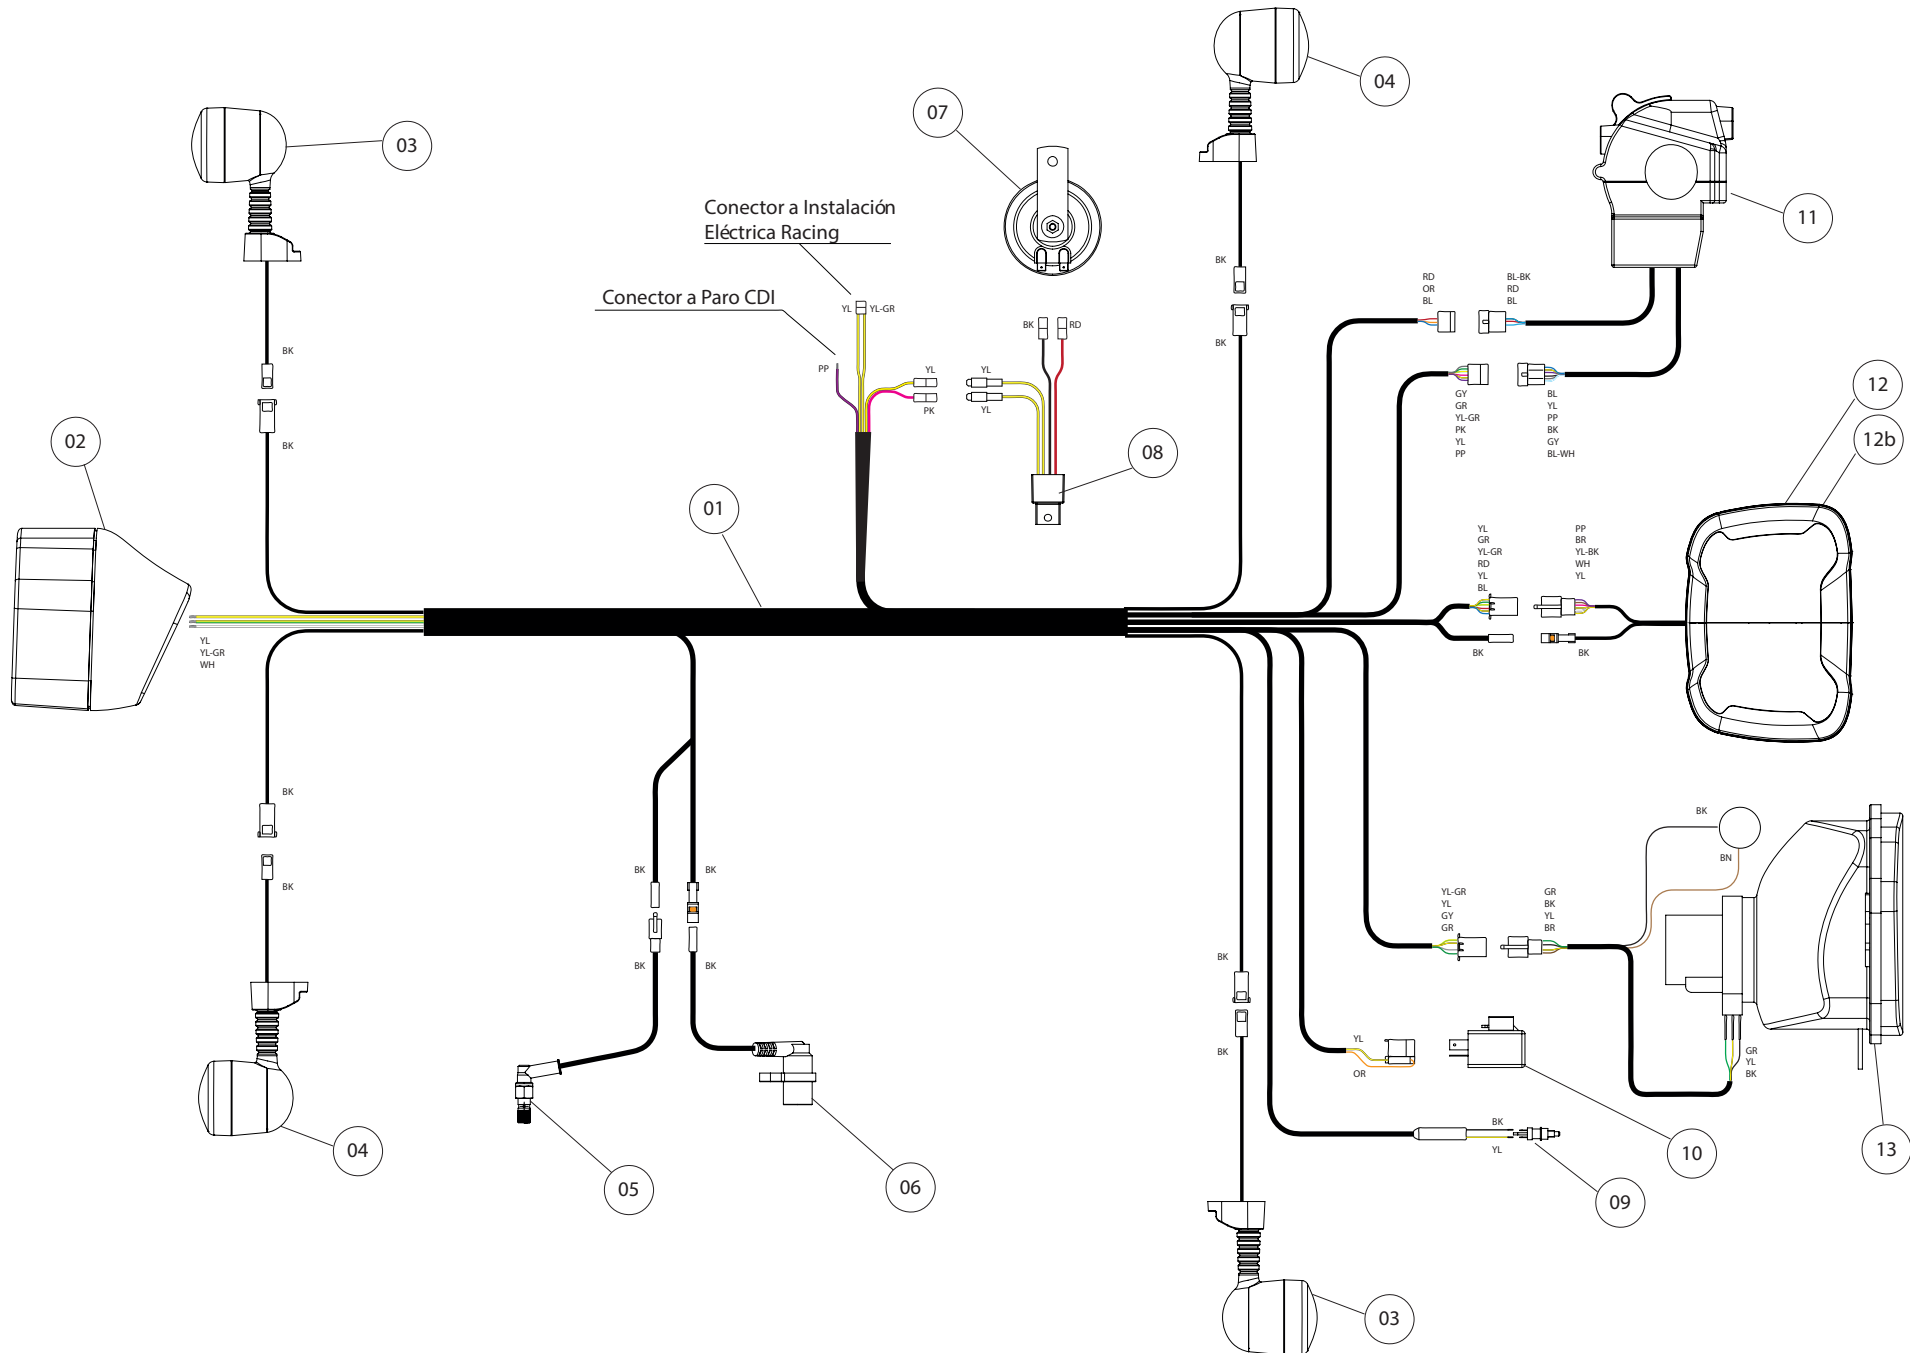 04
07
03
11
Conector a Instalación
Eléctrica Racing
Conector a Paro CDI
YL
YL-GR
PP
YL
PK
YL
YL
BK
RD
08
BK
BK
RD
OR
BL
BL-BK
RD
BL
GY
GR
YL-GR
PK
YL
PP
BL
YL
PP
BK
GY
BL-WH
12
12b
BK
BK
02
01
YL
YL-GR
WH
YL
GR
YL-GR
RD
YL
BL
PP
BR
YL-BK
WH
YL
BK
BK
BK
BK
BK
BK
BK
BK
BK
BN
YL-GR
YL
GY
GR
GR
BK
YL
BR
BK
BK
YL
OR
GR
YL
BK
BK
YL
04
05
06
10
13
09
03